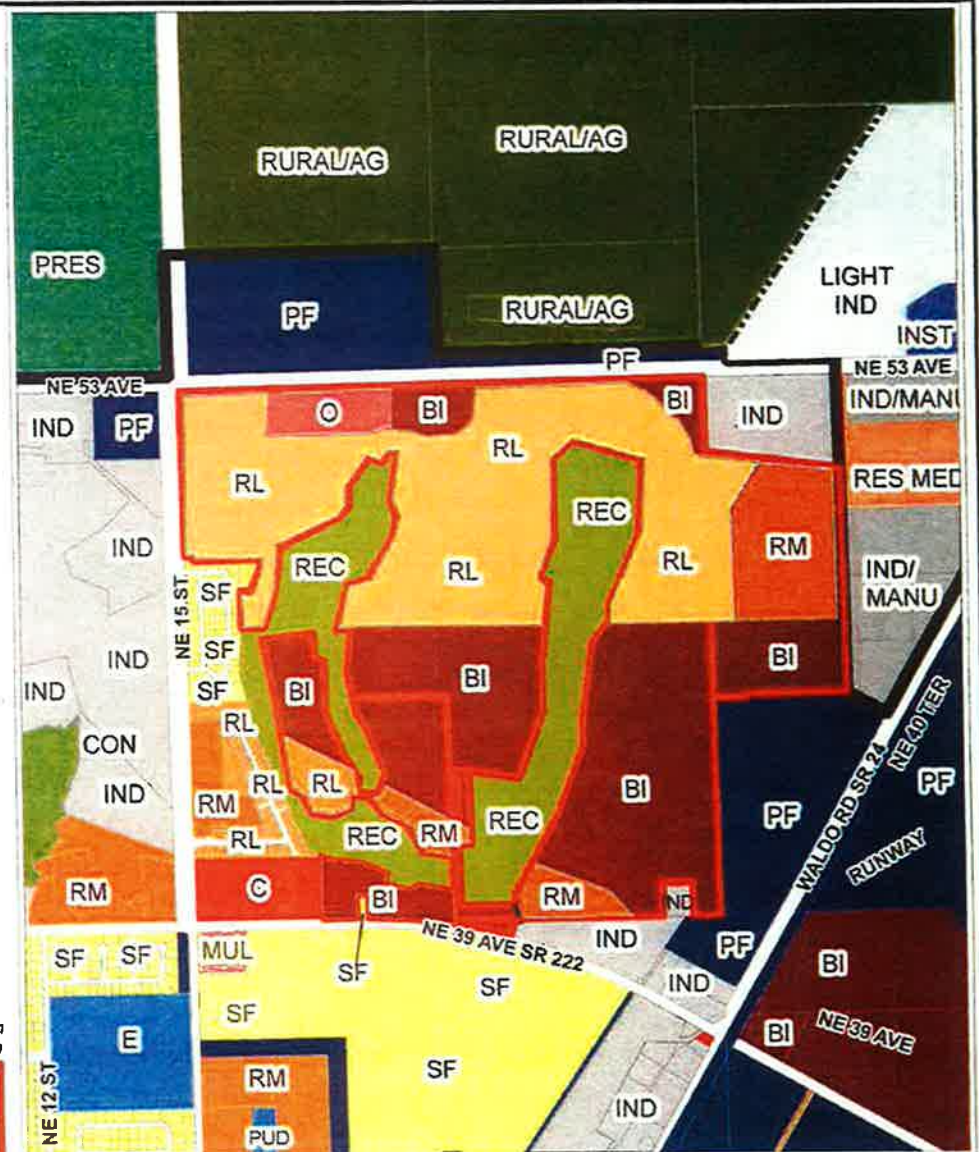 RURAL/AG
RURAL/AG
PRES
LIGHT
IND
PF
RURAL/AG
INST
PF
NE 53 AVE
NE 53 AVE
IND
PF
O
BI
BI
IND
IND/MANU
RL
RL
RES MED
REC
IND
REC
RL
RL
RM
IND/
MANU
NE 15 ST
SF
SF
IND
BI
BI
BI
IND
SF
RL
CON
IND
RL
RL
BI
NE 40 TER
PF
RM
RL
REC
RM
REC
PF
WALDO RD SR 24
RUNWAY
RM
C
BI
RM
ND
NE 39 AVE SR 222
IND
PF
SF
SF
MUL
SF
SF
IND
BI
SF
E
BI
NE 39 AVE
SF
RM
IND
NE 12 ST
PUD